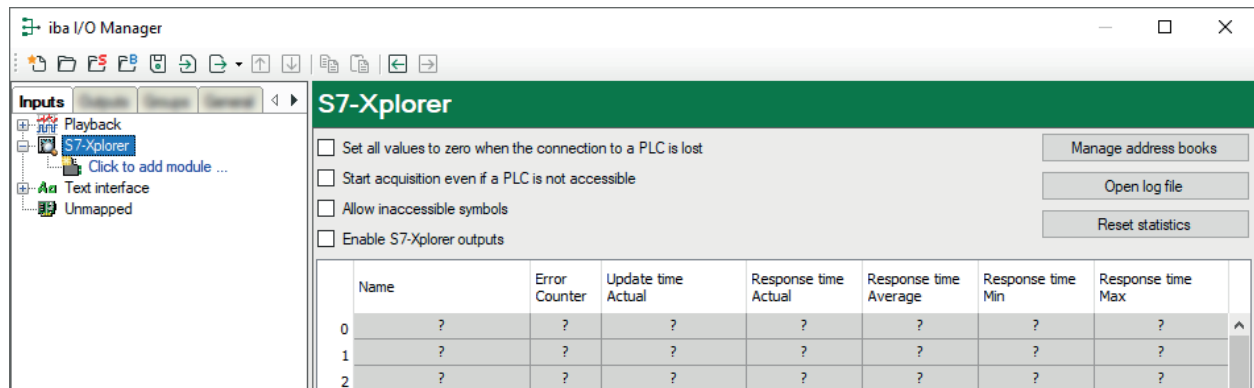 iba I/O Manager
Inputs
Playback
S7-Xplorer
Click to add module ...
Text interface
Unmapped
S7-Xplorer
Set all values to zero when the connection to a PLC is lost
Start acquisition even if a PLC is not accessible
Allow inaccessible symbols
Enable S7-Xplorer outputs
Manage address books
Open log file
Reset statistics
Name Error Counter Update time Actual Response time Actual Response time Average Response time Min Response time Max
0 ? ? ? ? ? ? ?
1 ? ? ? ? ? ? ?
2 ? ? ? ? ? ? ?